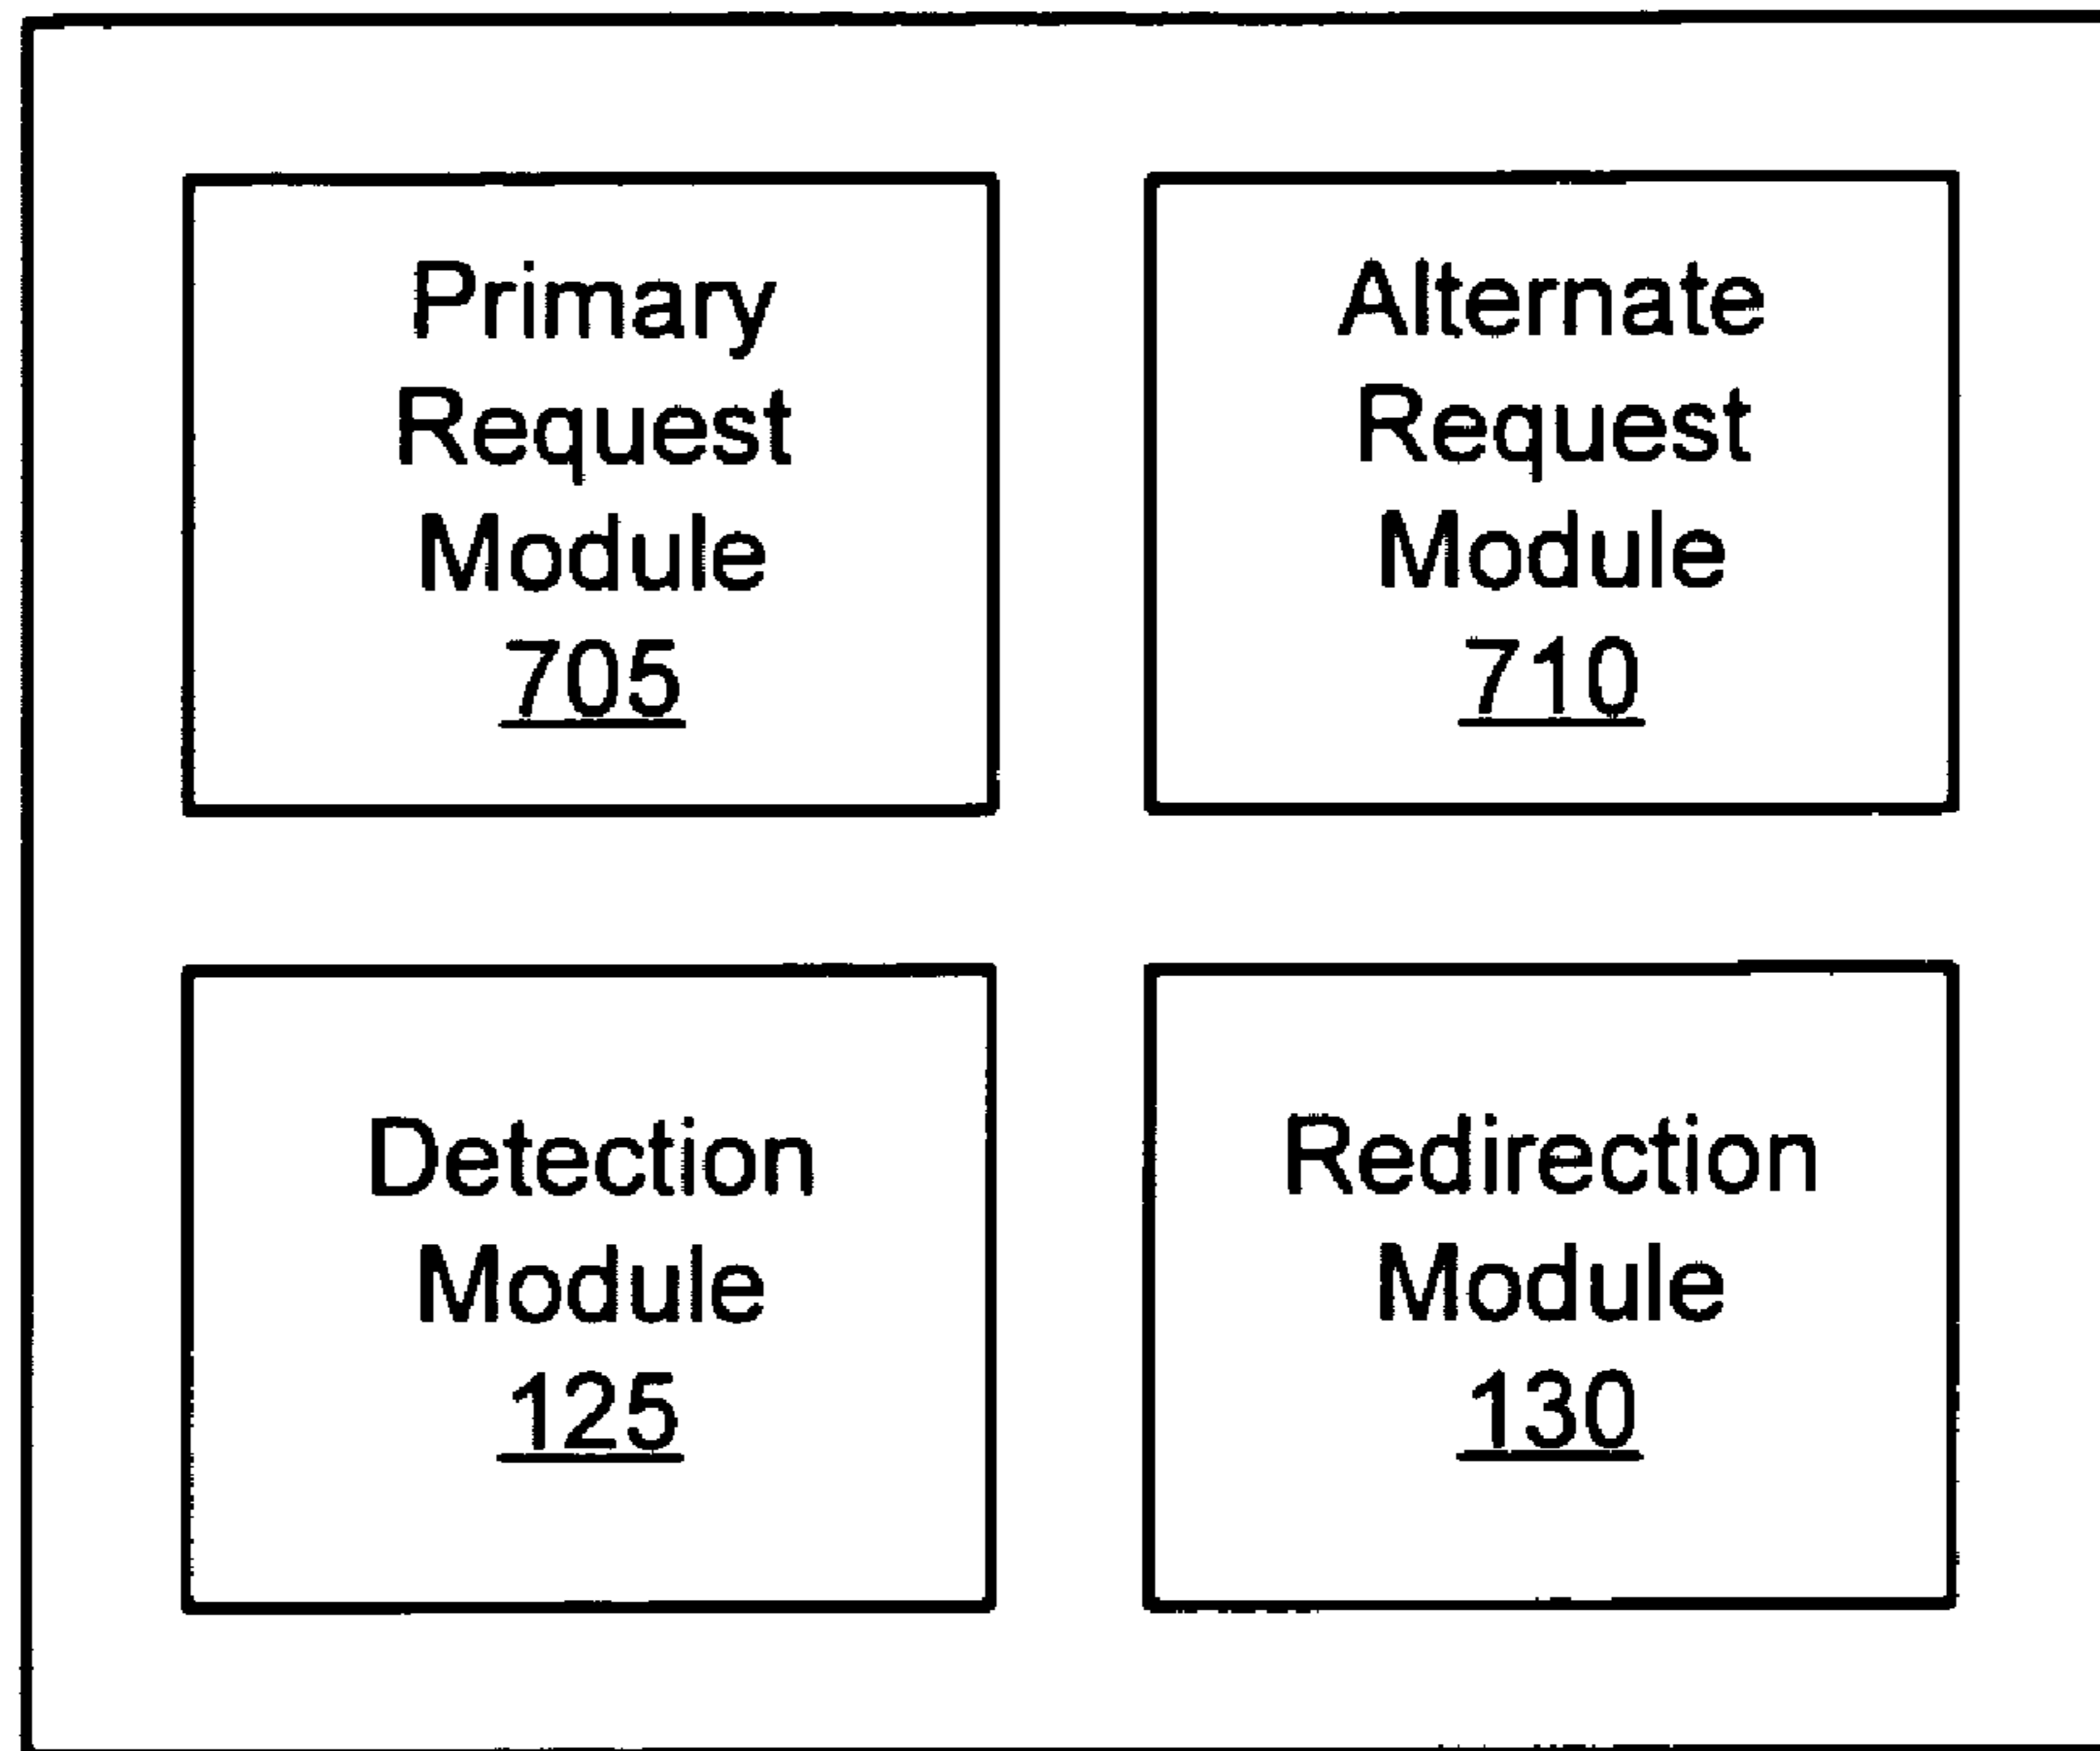 Primary
Request
Module
705
Alternate
Request
Module
710
Detection
Module
125
Redirection
Module
130